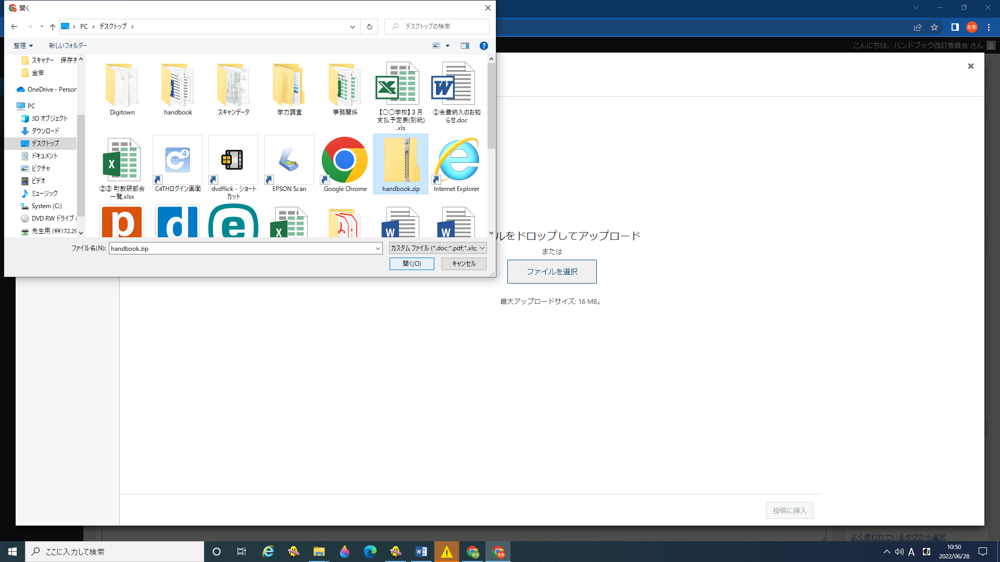 開く
PC
デスクトップ
デスクトップの検索
整理
新しいフォルダー
スキャナー 保存先
金曽
OneDrive - Person
PC
3D オブジェクト
ダウンロード
デスクトップ
ドキュメント
ピクチャ
ビデオ
ミュージック
System (C:)
DVD RW ドライブ (
先生用 (¥¥172.29
Digitown
handbook
スキャンデータ
学力調査
事務関係
【〇〇学校】３月
支払予定表(別紙)
.xls
①会費納入のお知
らせ.doc
②③ 町教研部会
一覧.xlsx
C4THログイン画面
dvdflick - ショート
カット
EPSON Scan
Google Chrome
handbook.zip
Internet Explorer
ファイル名(N):
handbook.zip
カスタム ファイル (*.doc;*.pdf;*.xls;
開く(O)
キャンセル
友彰
こんにちは、ハンドブック改訂委員会 さん
ルをドロップしてアップロード
または
ファイルを選択
最大アップロードサイズ: 16 MB。
投稿に挿入
よく使われているタグから選択
ここに入力して検索
A
10:50
2022/06/28